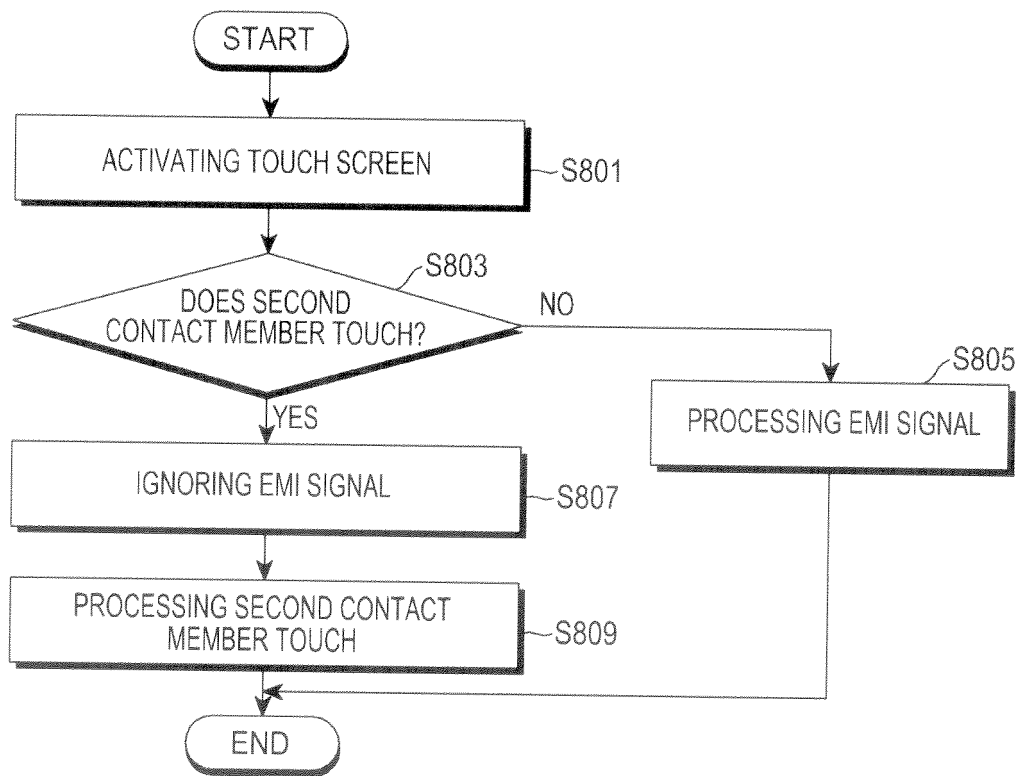 START
ACTIVATING TOUCH SCREEN
S801
S803
DOES SECOND
CONTACT MEMBER TOUCH?
NO
S805
PROCESSING EMI SIGNAL
YES
IGNORING EMI SIGNAL
S807
PROCESSING SECOND CONTACT
MEMBER TOUCH
S809
END